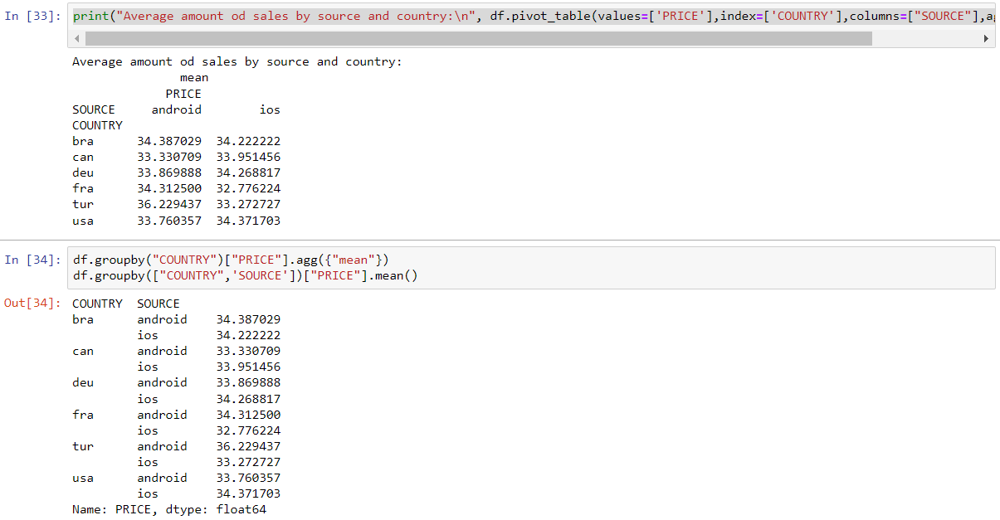 In [33]: print("Average amount od sales by source and country:\n", df.pivot_table(values=['PRICE'],index=['COUNTRY'],columns=["SOURCE"],a
Average amount od sales by source and country:
mean
PRICE
SOURCE android ios
COUNTRY
bra 34.387029 34.222222
can 33.330709 33.951456
deu 33.869888 34.268817
fra 34.312500 32.776224
tur 36.229437 33.272727
usa 33.760357 34.371703
In [34]: df.groupby("COUNTRY")["PRICE"].agg({"mean"})
df.groupby(["COUNTRY",'SOURCE'])["PRICE"].mean()
Out[34]: COUNTRY SOURCE
bra android 34.387029
ios 34.222222
can android 33.330709
ios 33.951456
deu android 33.869888
ios 34.268817
fra android 34.312500
ios 32.776224
tur android 36.229437
ios 33.272727
usa android 33.760357
ios 34.371703
Name: PRICE, dtype: float64